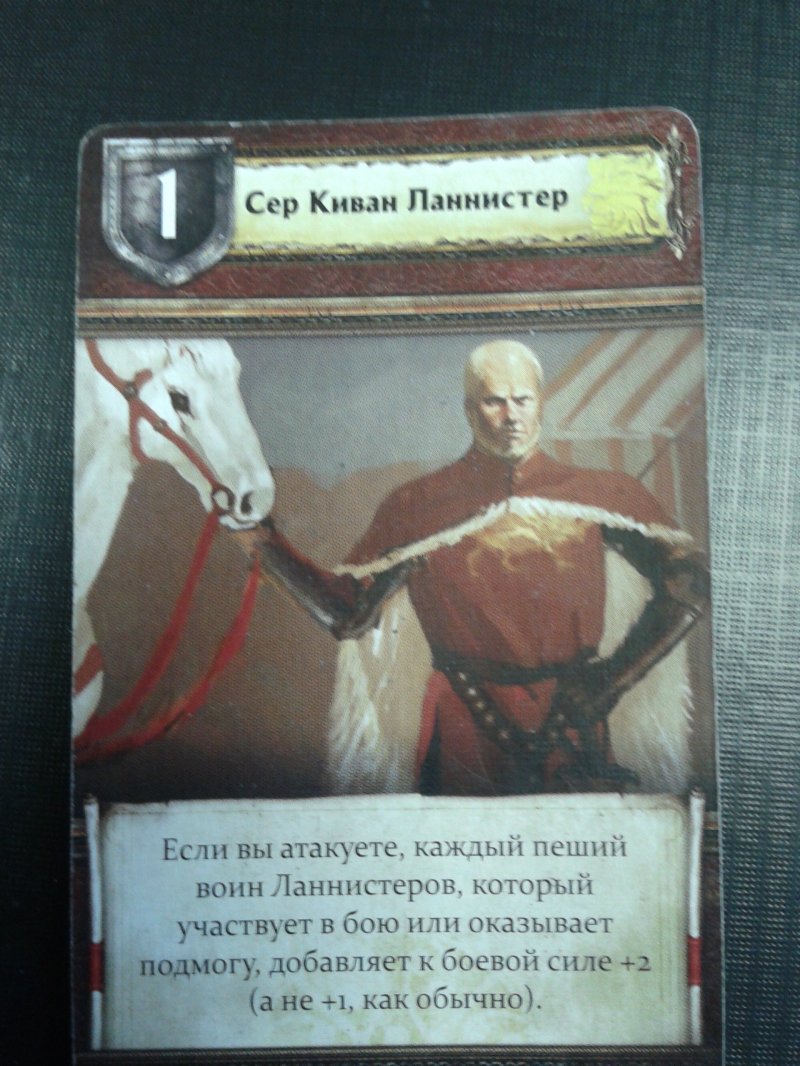 1
Сер Киван Ланнистер
Если вы атакуете, каждый пеший
воин Ланнистеров, который
участвует в бою или оказывает
подмогу, добавляет к боевой силе +2
(а не +1, как обычно).